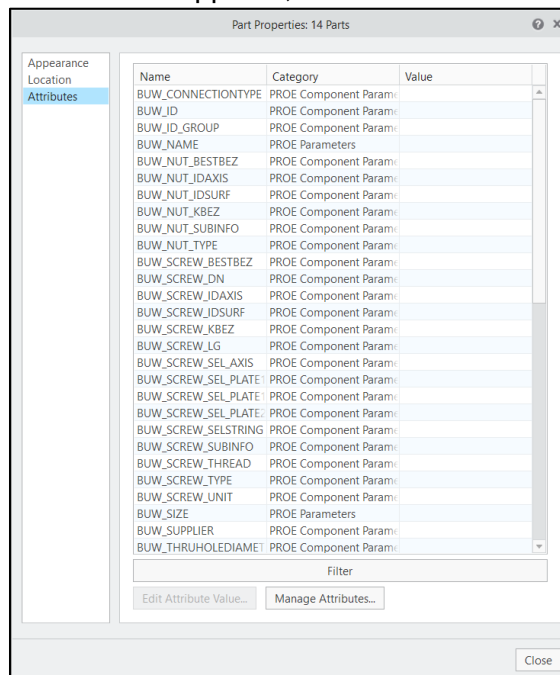 Part Properties: 14 Parts
Appearance
Location
Attributes
Name Category Value
BUW_CONNECTIONTYPE PROE Component Parame
BUW_ID PROE Component Parame
BUW_ID_GROUP PROE Component Parame
BUW_NAME PROE Parameters
BUW_NUT_BESTBEZ PROE Component Parame
BUW_NUT_IDAXIS PROE Component Parame
BUW_NUT_IDSURF PROE Component Parame
BUW_NUT_KBEZ PROE Component Parame
BUW_NUT_SUBINFO PROE Component Parame
BUW_NUT_TYPE PROE Component Parame
BUW_SCREW_BESTBEZ PROE Component Parame
BUW_SCREW_DN PROE Component Parame
BUW_SCREW_IDAXIS PROE Component Parame
BUW_SCREW_IDSURF PROE Component Parame
BUW_SCREW_KBEZ PROE Component Parame
BUW_SCREW_LG PROE Component Parame
BUW_SCREW_SEL_AXIS PROE Component Parame
BUW_SCREW_SEL_PLATE1 PROE Component Parame
BUW_SCREW_SEL_PLATE1 PROE Component Parame
BUW_SCREW_SEL_PLATE2 PROE Component Parame
BUW_SCREW_SELSTRING PROE Component Parame
BUW_SCREW_SUBINFO PROE Component Parame
BUW_SCREW_THREAD PROE Component Parame
BUW_SCREW_TYPE PROE Component Parame
BUW_SCREW_UNIT PROE Component Parame
BUW_SIZE PROE Parameters
BUW_SUPPLIER PROE Component Parame
BUW_THRUHOLEDIAMET PROE Component Parame
Filter
Edit Attribute Value... Manage Attributes...
Close